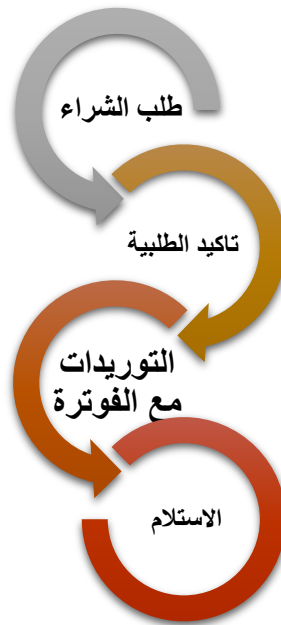 طلب الشراء
تاكيد الطلبية
التوريدات
مع الفوترة
الاستلام